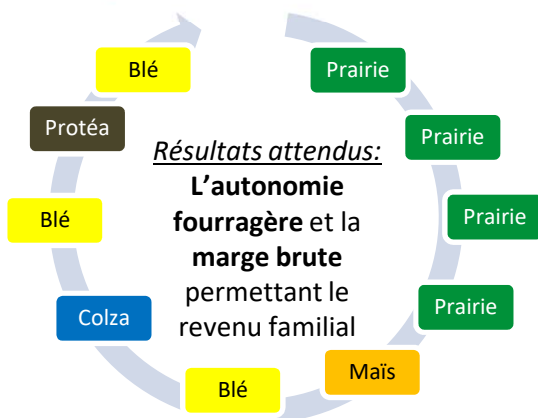 Blé
Prairie
Protéa
Prairie
Résultats attendus:
L’autonomie
fourragère et la
marge brute
permettant le
revenu familial
Blé
Prairie
Colza
Prairie
Blé
Maïs